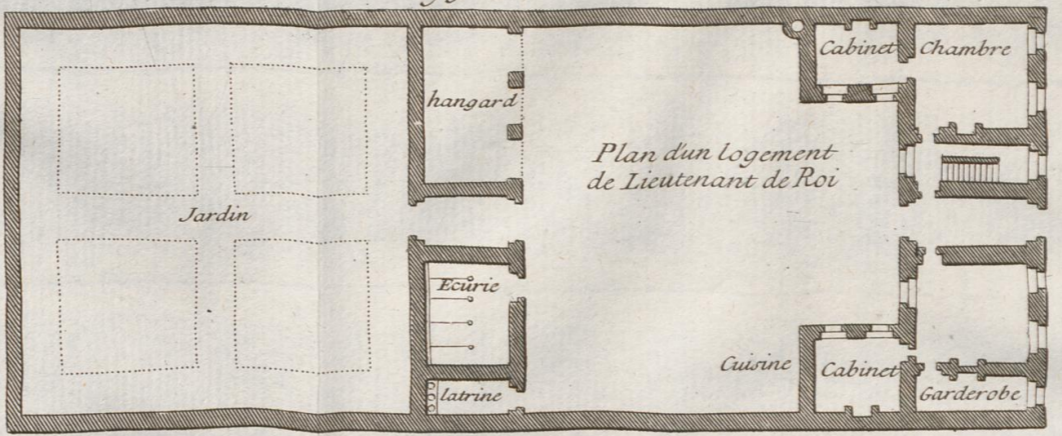 Cabinet
Chambre
hangard
Plan d'un logement
de Lieutenant de Roi
Jardin
Ecurie
Cuisine
Cabinet
latrine
Garderobe